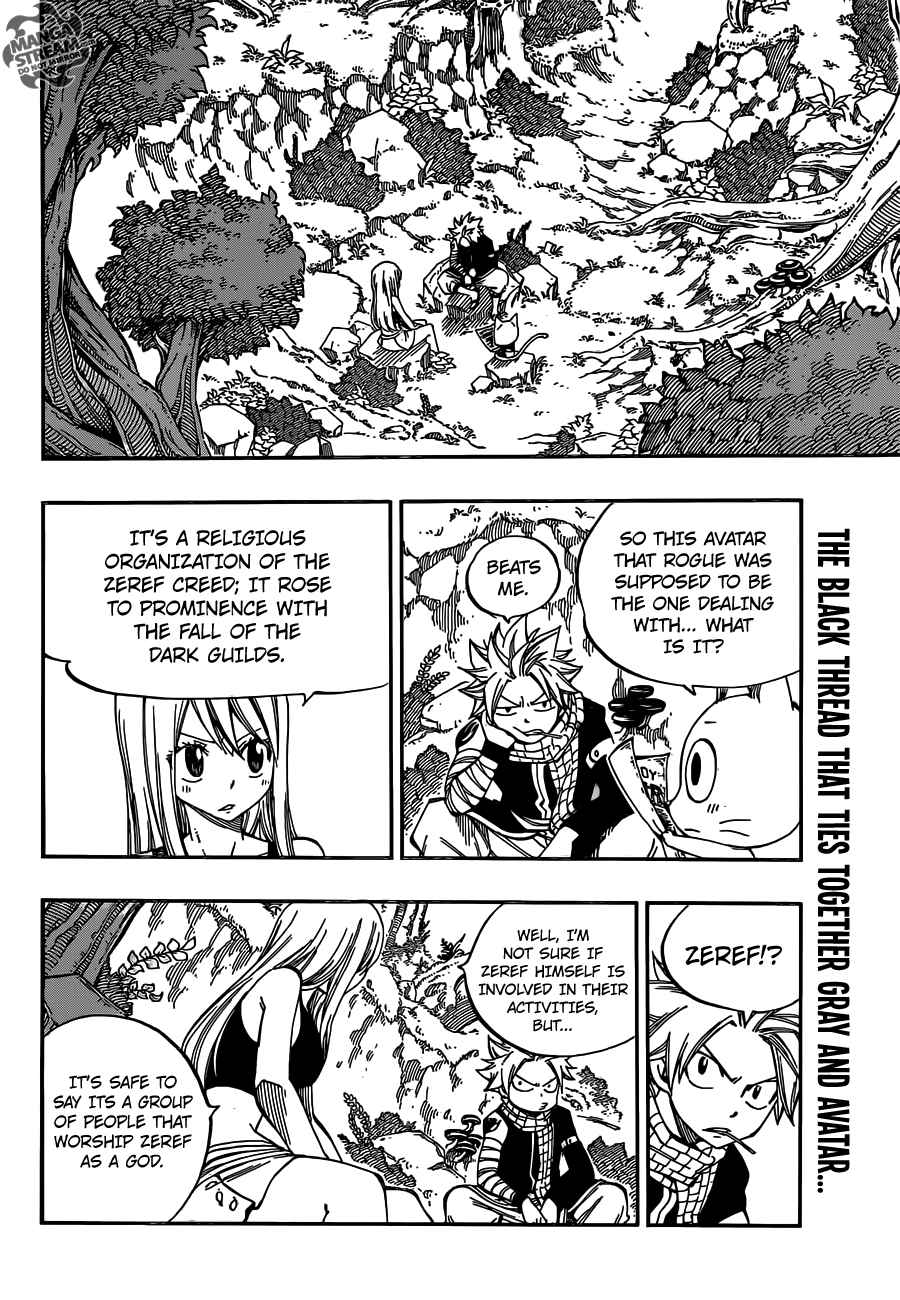 MANGA
STREAM
SO THIS AVATAR
THAT ROGUE WAS
SUPPOSED TO BE
THE ONE DEALING
WITH... WHAT
IS IT?
BEATS
ME.
IT'S A RELIGIOUS
ORGANIZATION OF THE
ZEREF CREED; IT ROSE
TO PROMINENCE WITH
THE FALL OF THE
DARK GUILDS.
THE BLACK THREAD THAT TIES TOGETHER GRAY AND AVATAR...
ZEREF!?
WELL, I'M
NOT SURE IF
ZEREF HIMSELF IS
INVOLVED IN THEIR
ACTIVITIES,
BUT...
IT'S SAFE TO
SAY ITS A GROUP
OF PEOPLE THAT
WORSHIP ZEREF
AS A GOD.